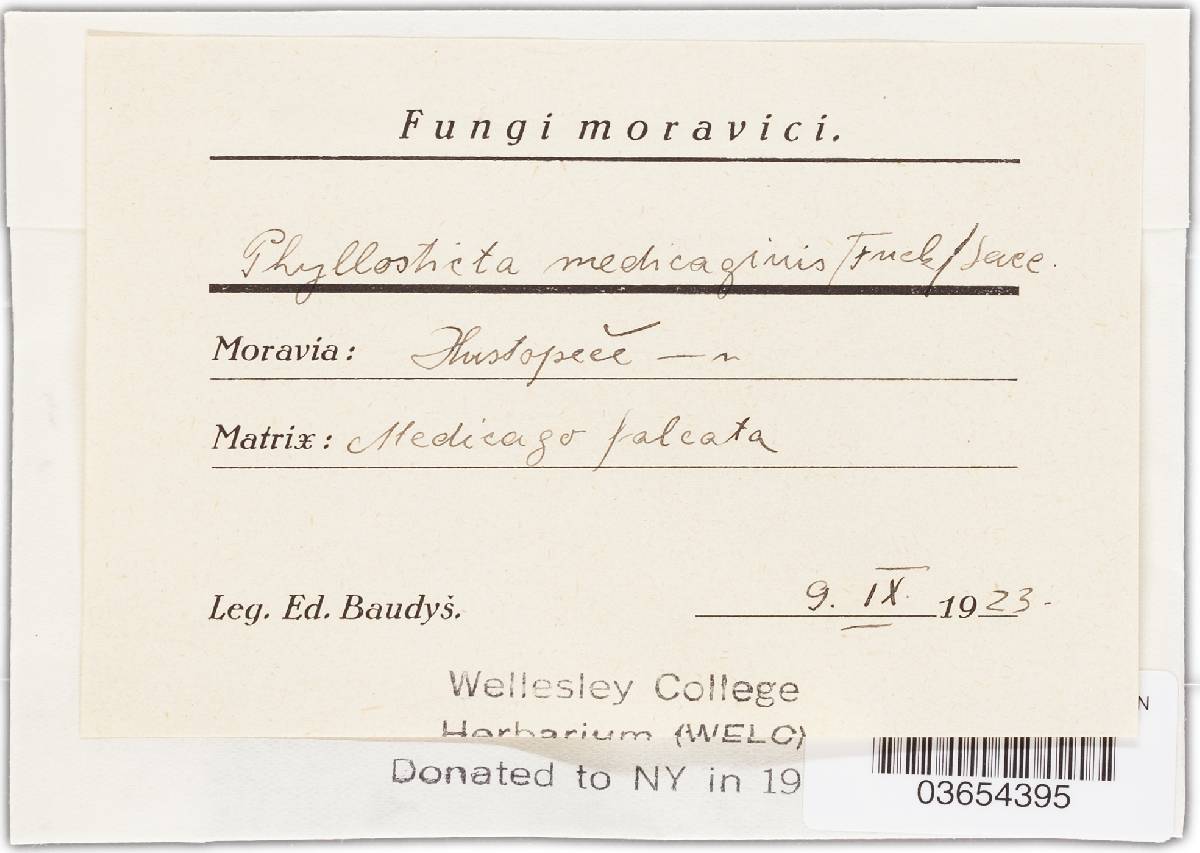 Fungi moravici.
Phyllosticta medicaginis /Fuck/ Sacc.
Moravia: Hustopeče — n
Matrix: Medicago falcata
Leg. Ed. Baudyš. 9. IX. 1923.
Wellesley College
Herbarium (WELC)
Donated to NY in 19
N
03654395